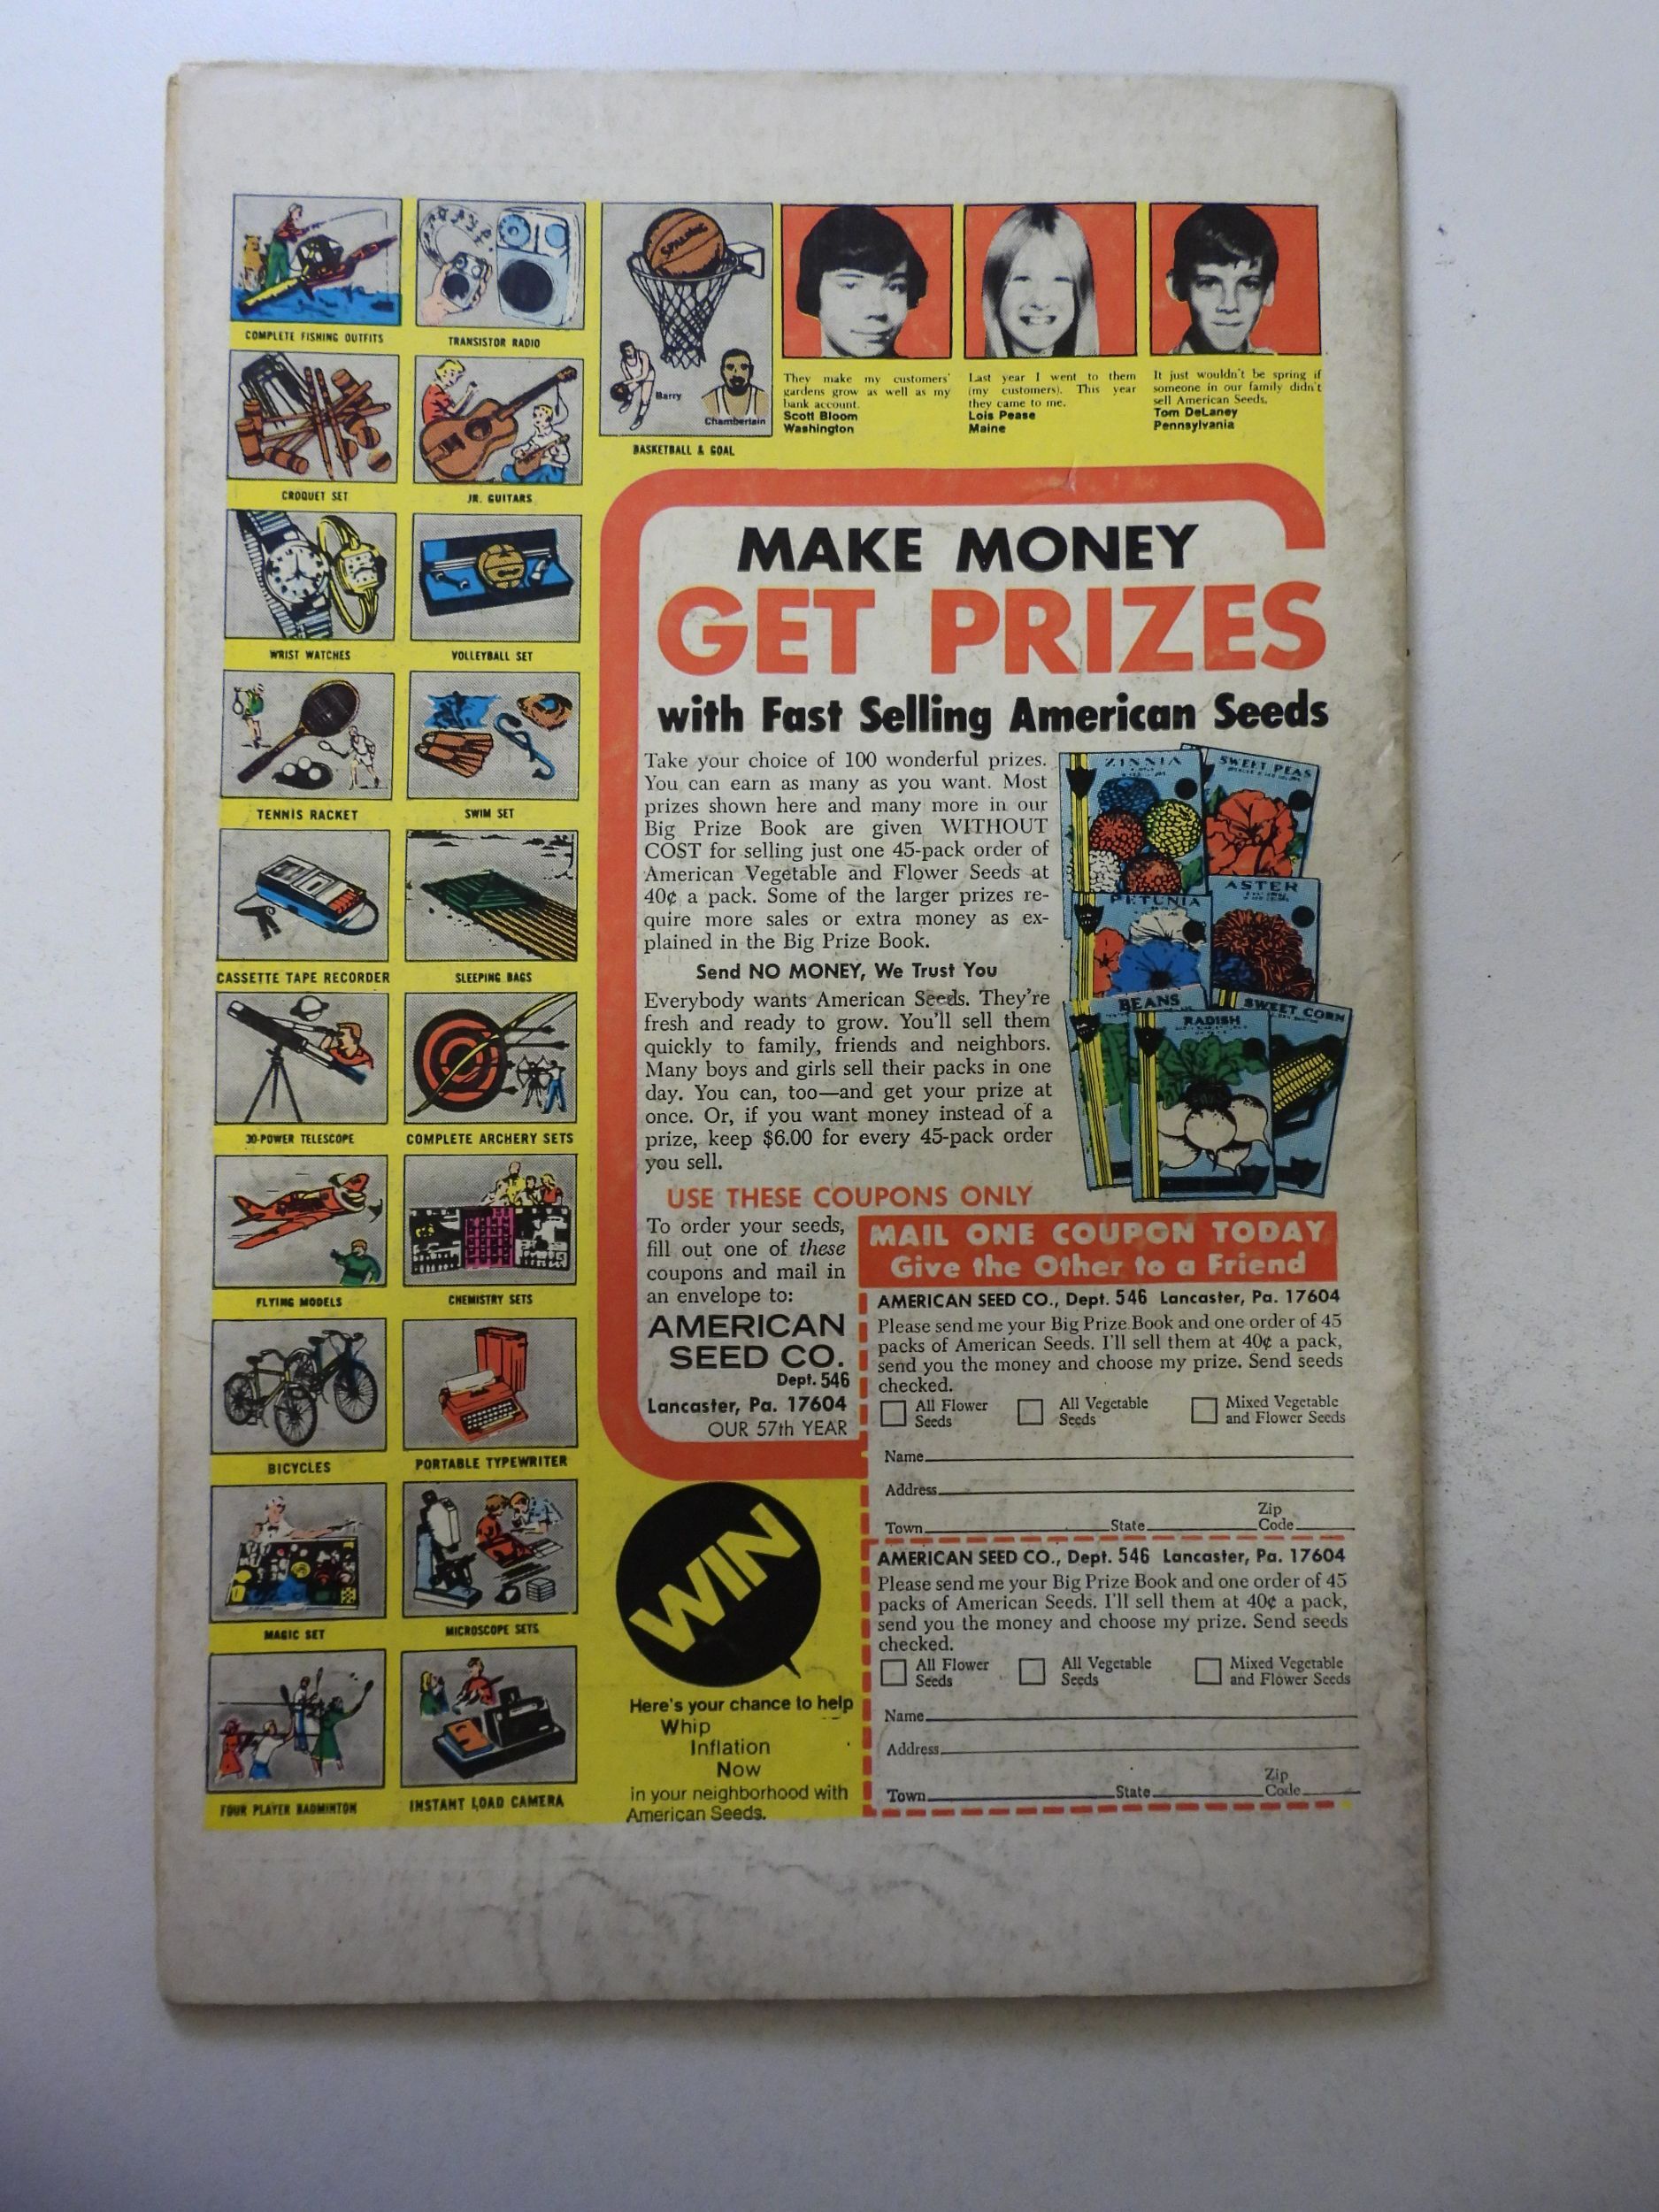 COMPLETE FISHING OUTFITS
TRANSISTOR RADIO
CROQUET SET
JR. GUITARS
WRIST WATCHES
VOLLEYBALL SET
TENNIS RACKET
SWIM SET
CASSETTE TAPE RECORDER
SLEEPING BAGS
30-POWER TELESCOPE
COMPLETE ARCHERY SETS
FLYING MODELS
CHEMISTRY SETS
BICYCLES
PORTABLE TYPEWRITER
MAGIC SET
MICROSCOPE SETS
FOUR PLAYER BADMINTON
INSTANT LOAD CAMERA
SPALDING
Barry
Chamberlain
BASKETBALL & GOAL
They make my customers'
gardens grow as well as my
bank account.
Scott Bloom
Washington
Last year I went to them
(my customers). This year
they came to me.
Lois Pease
Maine
It just wouldn't be spring if
someone in our family didn't
sell American Seeds.
Tom DeLaney
Pennsylvania
MAKE MONEY
GET PRIZES
with Fast Selling American Seeds
Take your choice of 100 wonderful prizes.
You can earn as many as you want. Most
prizes shown here and many more in our
Big Prize Book are given WITHOUT
COST for selling just one 45-pack order of
American Vegetable and Flower Seeds at
40¢ a pack. Some of the larger prizes re-
quire more sales or extra money as ex-
plained in the Big Prize Book.
Send NO MONEY, We Trust You
Everybody wants American Seeds. They're
fresh and ready to grow. You'll sell them
quickly to family, friends and neighbors.
Many boys and girls sell their packs in one
day. You can, too—and get your prize at
once. Or, if you want money instead of a
prize, keep $6.00 for every 45-pack order
you sell.
ZINNIA
SWEET PEAS
PETUNIA
ASTER
BEANS
RADISH
SWEET CORN
USE THESE COUPONS ONLY
To order your seeds,
fill out one of these
coupons and mail in
an envelope to:
AMERICAN
SEED CO.
Dept. 546
Lancaster, Pa. 17604
OUR 57th YEAR
MAIL ONE COUPON TODAY
Give the Other to a Friend
AMERICAN SEED CO., Dept. 546 Lancaster, Pa. 17604
Please send me your Big Prize Book and one order of 45
packs of American Seeds. I'll sell them at 40¢ a pack,
send you the money and choose my prize. Send seeds
checked.
All Flower Seeds
All Vegetable Seeds
Mixed Vegetable and Flower Seeds
Name
Address
Town State Zip Code
AMERICAN SEED CO., Dept. 546 Lancaster, Pa. 17604
Please send me your Big Prize Book and one order of 45
packs of American Seeds. I'll sell them at 40¢ a pack,
send you the money and choose my prize. Send seeds
checked.
All Flower Seeds
All Vegetable Seeds
Mixed Vegetable and Flower Seeds
Name
Address
Town State Zip Code
WIN
Here's your chance to help
Whip
Inflation
Now
in your neighborhood with
American Seeds.